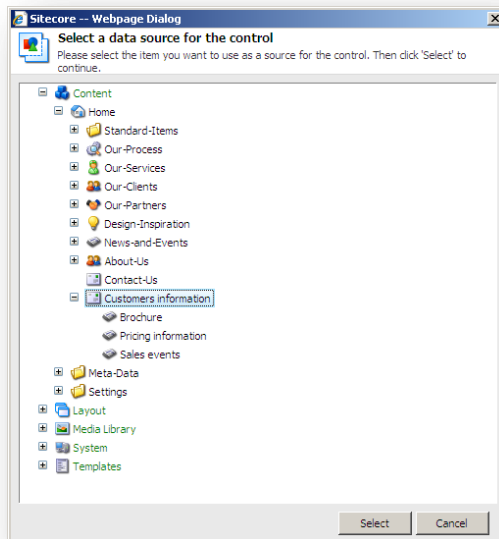 Sitecore -- Webpage Dialog
Select a data source for the control
Please select the item you want to use as a source for the control. Then click 'Select' to
continue.
Content
Home
Standard-Items
Our-Process
Our-Services
Our-Clients
Our-Partners
Design-Inspiration
News-and-Events
About-Us
Contact-Us
Customers information
Brochure
Pricing information
Sales events
Meta-Data
Settings
Layout
Media Library
System
Templates
Select
Cancel